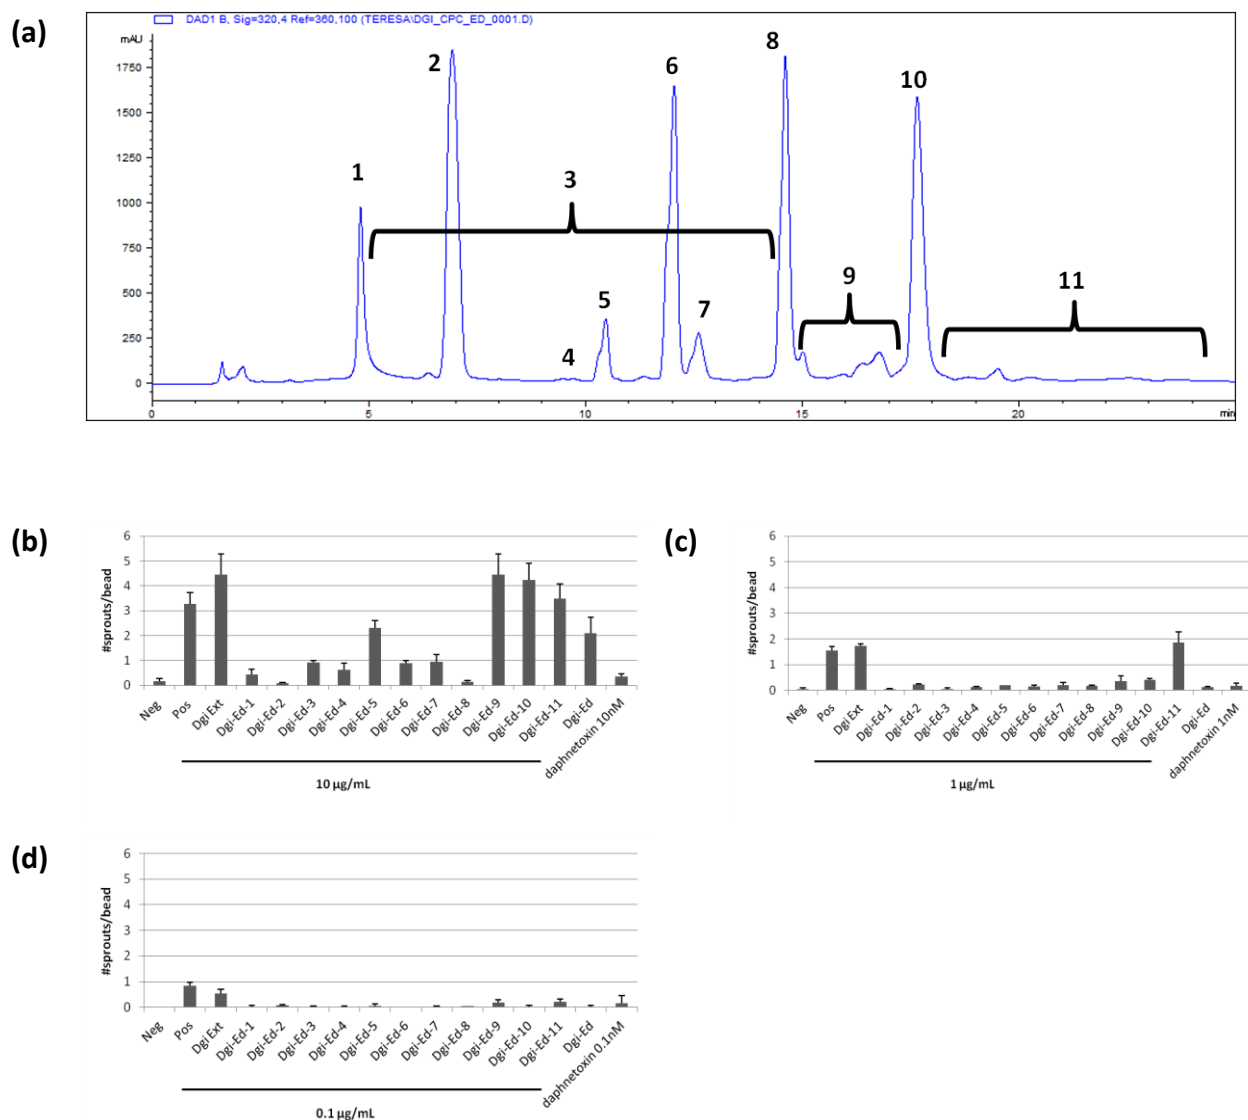 (a)
DAD1 B, Sig=320,4 Ref=360,100 (TERESA\DGI_CPC_ED_0001.D)
mAU
1750
1500
1250
1000
750
500
250
0
1
2
3
4
5
6
7
8
9
10
11
0 5 10 15 20 min
(b)
#sprouts/bead
6
5
4
3
2
1
0
Neg Pos Dgi Ext Dgi-Ed-1 Dgi-Ed-2 Dgi-Ed-3 Dgi-Ed-4 Dgi-Ed-5 Dgi-Ed-6 Dgi-Ed-7 Dgi-Ed-8 Dgi-Ed-9 Dgi-Ed-10 Dgi-Ed-11 Dgi-Ed daphnetoxin 10nM
10 µg/mL
(c)
#sprouts/bead
6
5
4
3
2
1
0
Neg Pos Dgi Ext Dgi-Ed-1 Dgi-Ed-2 Dgi-Ed-3 Dgi-Ed-4 Dgi-Ed-5 Dgi-Ed-6 Dgi-Ed-7 Dgi-Ed-8 Dgi-Ed-9 Dgi-Ed-10 Dgi-Ed-11 Dgi-Ed daphnetoxin 1nM
1 µg/mL
(d)
#sprouts/bead
6
5
4
3
2
1
0
Neg Pos Dgi Ext Dgi-Ed-1 Dgi-Ed-2 Dgi-Ed-3 Dgi-Ed-4 Dgi-Ed-5 Dgi-Ed-6 Dgi-Ed-7 Dgi-Ed-8 Dgi-Ed-9 Dgi-Ed-10 Dgi-Ed-11 Dgi-Ed daphnetoxin 0.1nM
0.1 µg/mL